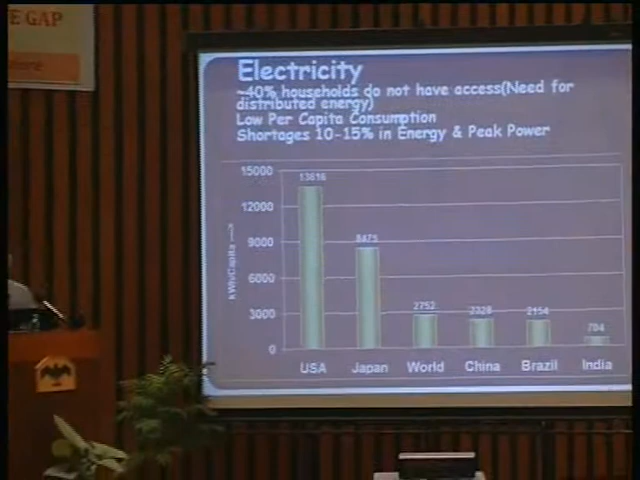 E GAP
Electricity
~40% households do not have access(Need for
distributed energy)
Low Per Capita Consumption
Shortages 10-15% in Energy & Peak Power
15000
12000
9000
6000
3000
0
kWh/Capita
13616
8475
2752
2328
2154
704
USA Japan World China Brazil India